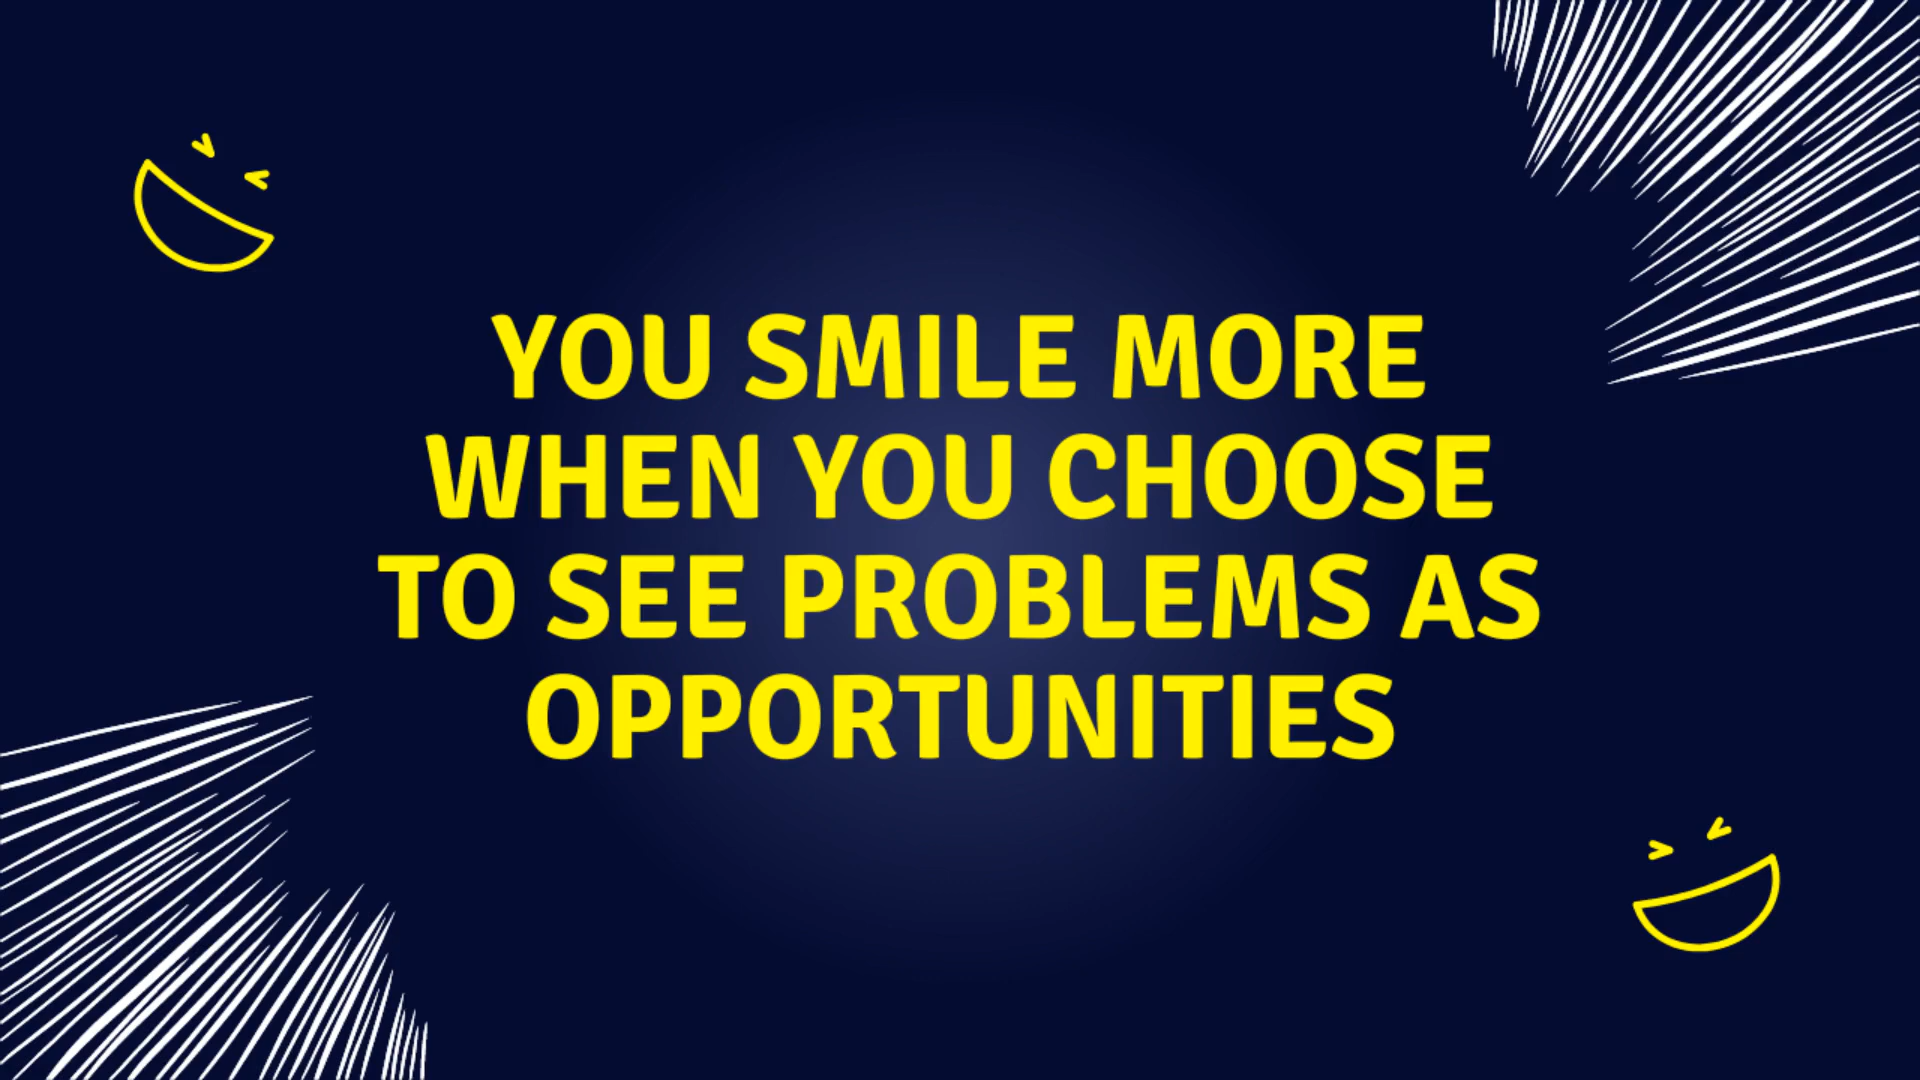 YOU SMILE MORE
WHEN YOU CHOOSE
TO SEE PROBLEMS AS
OPPORTUNITIES